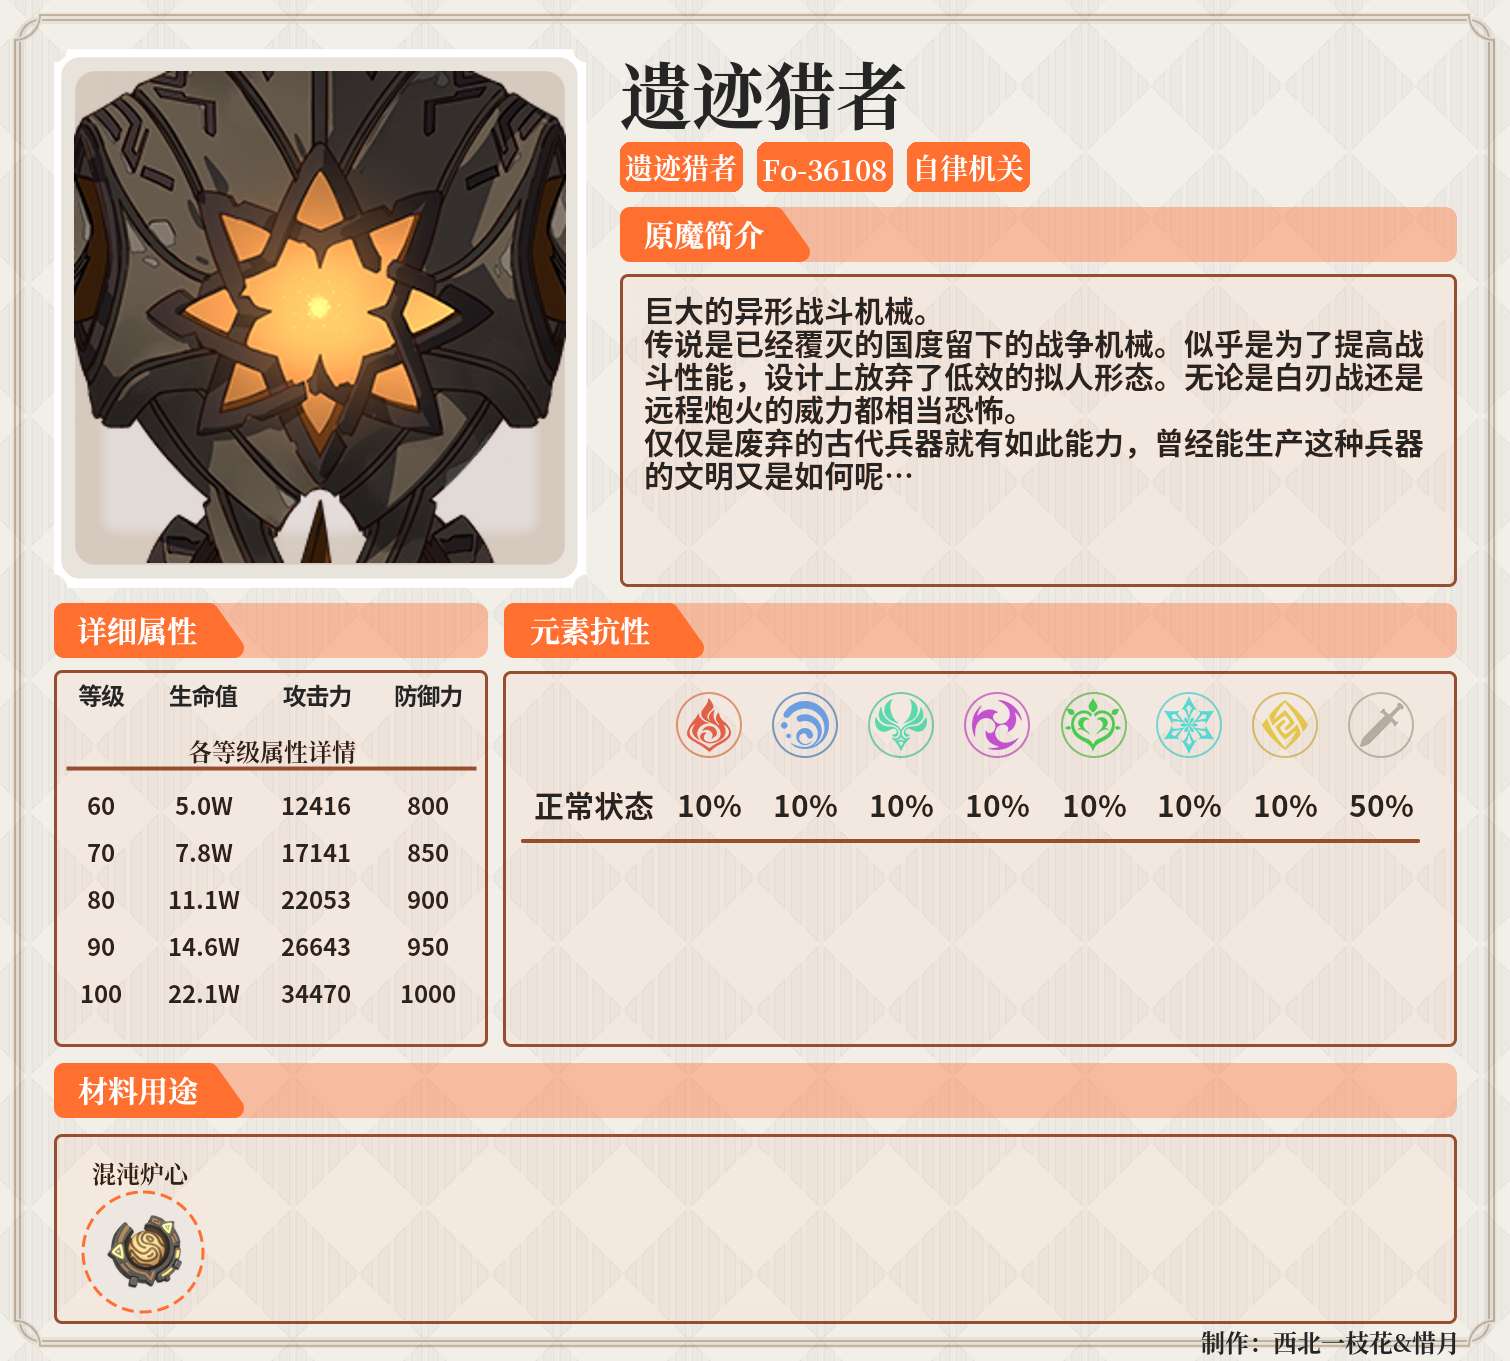 遗迹猎者
遗迹猎者 Fo-36108 自律机关
原魔简介
巨大的异形战斗机械。
传说是已经覆灭的国度留下的战争机械。似乎是为了提高战
斗性能，设计上放弃了低效的拟人形态。无论是白刃战还是
远程炮火的威力都相当恐怖。
仅仅是废弃的古代兵器就有如此能力，曾经能生产这种兵器
的文明又是如何呢…
详细属性
等级 生命值 攻击力 防御力
各等级属性详情
60 5.0W 12416 800
70 7.8W 17141 850
80 11.1W 22053 900
90 14.6W 26643 950
100 22.1W 34470 1000
元素抗性
正常状态 10% 10% 10% 10% 10% 10% 10% 50%
材料用途
混沌炉心
制作：西北一枝花&惜月